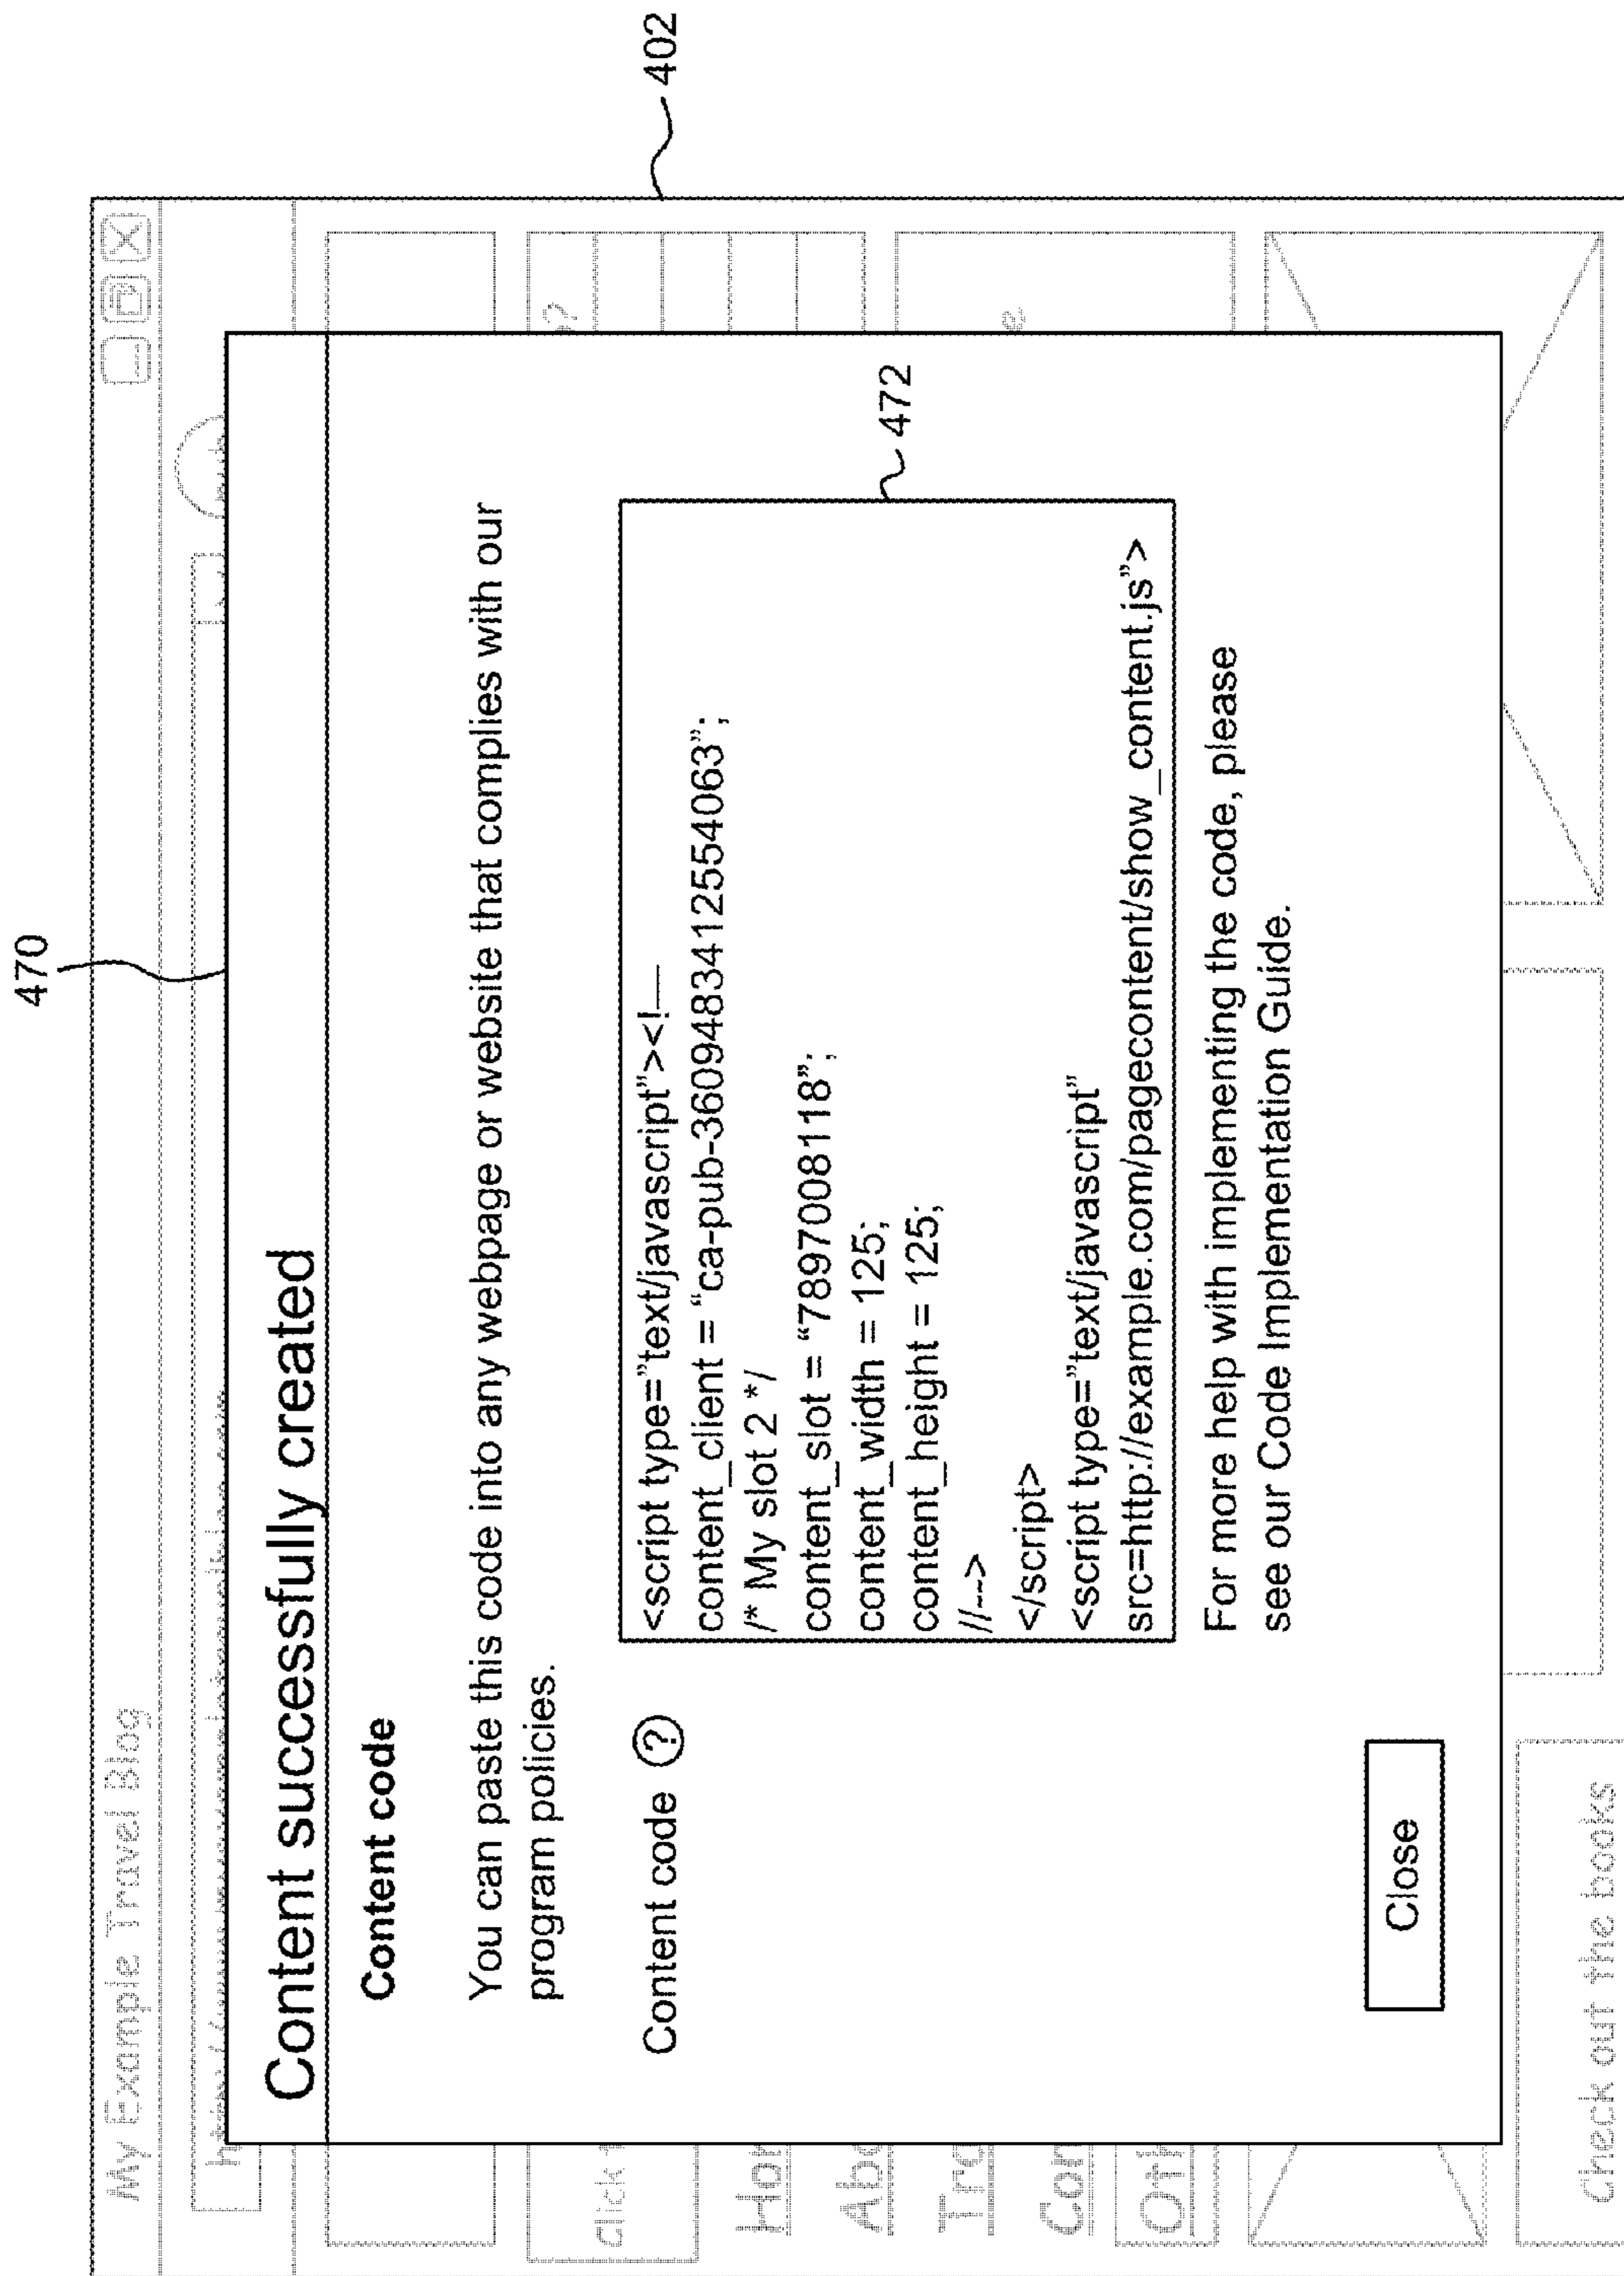 470
402
My Example Travel Blog
Content successfully created
Content code
You can paste this code into any webpage or website that complies with our
program policies.
Content code ?
<script type=”text/javascript”><!—
content_client = “ca-pub-3609483412554063”;
/* My slot 2 */
content_slot = “7897008118”;
content_width = 125;
content_height = 125;
//-->
</script>
<script type=”text/javascript”
src=http://example.com/pagecontent/show_content.js”>
472
For more help with implementing the code, please
see our Code Implementation Guide.
Close
Check out the books